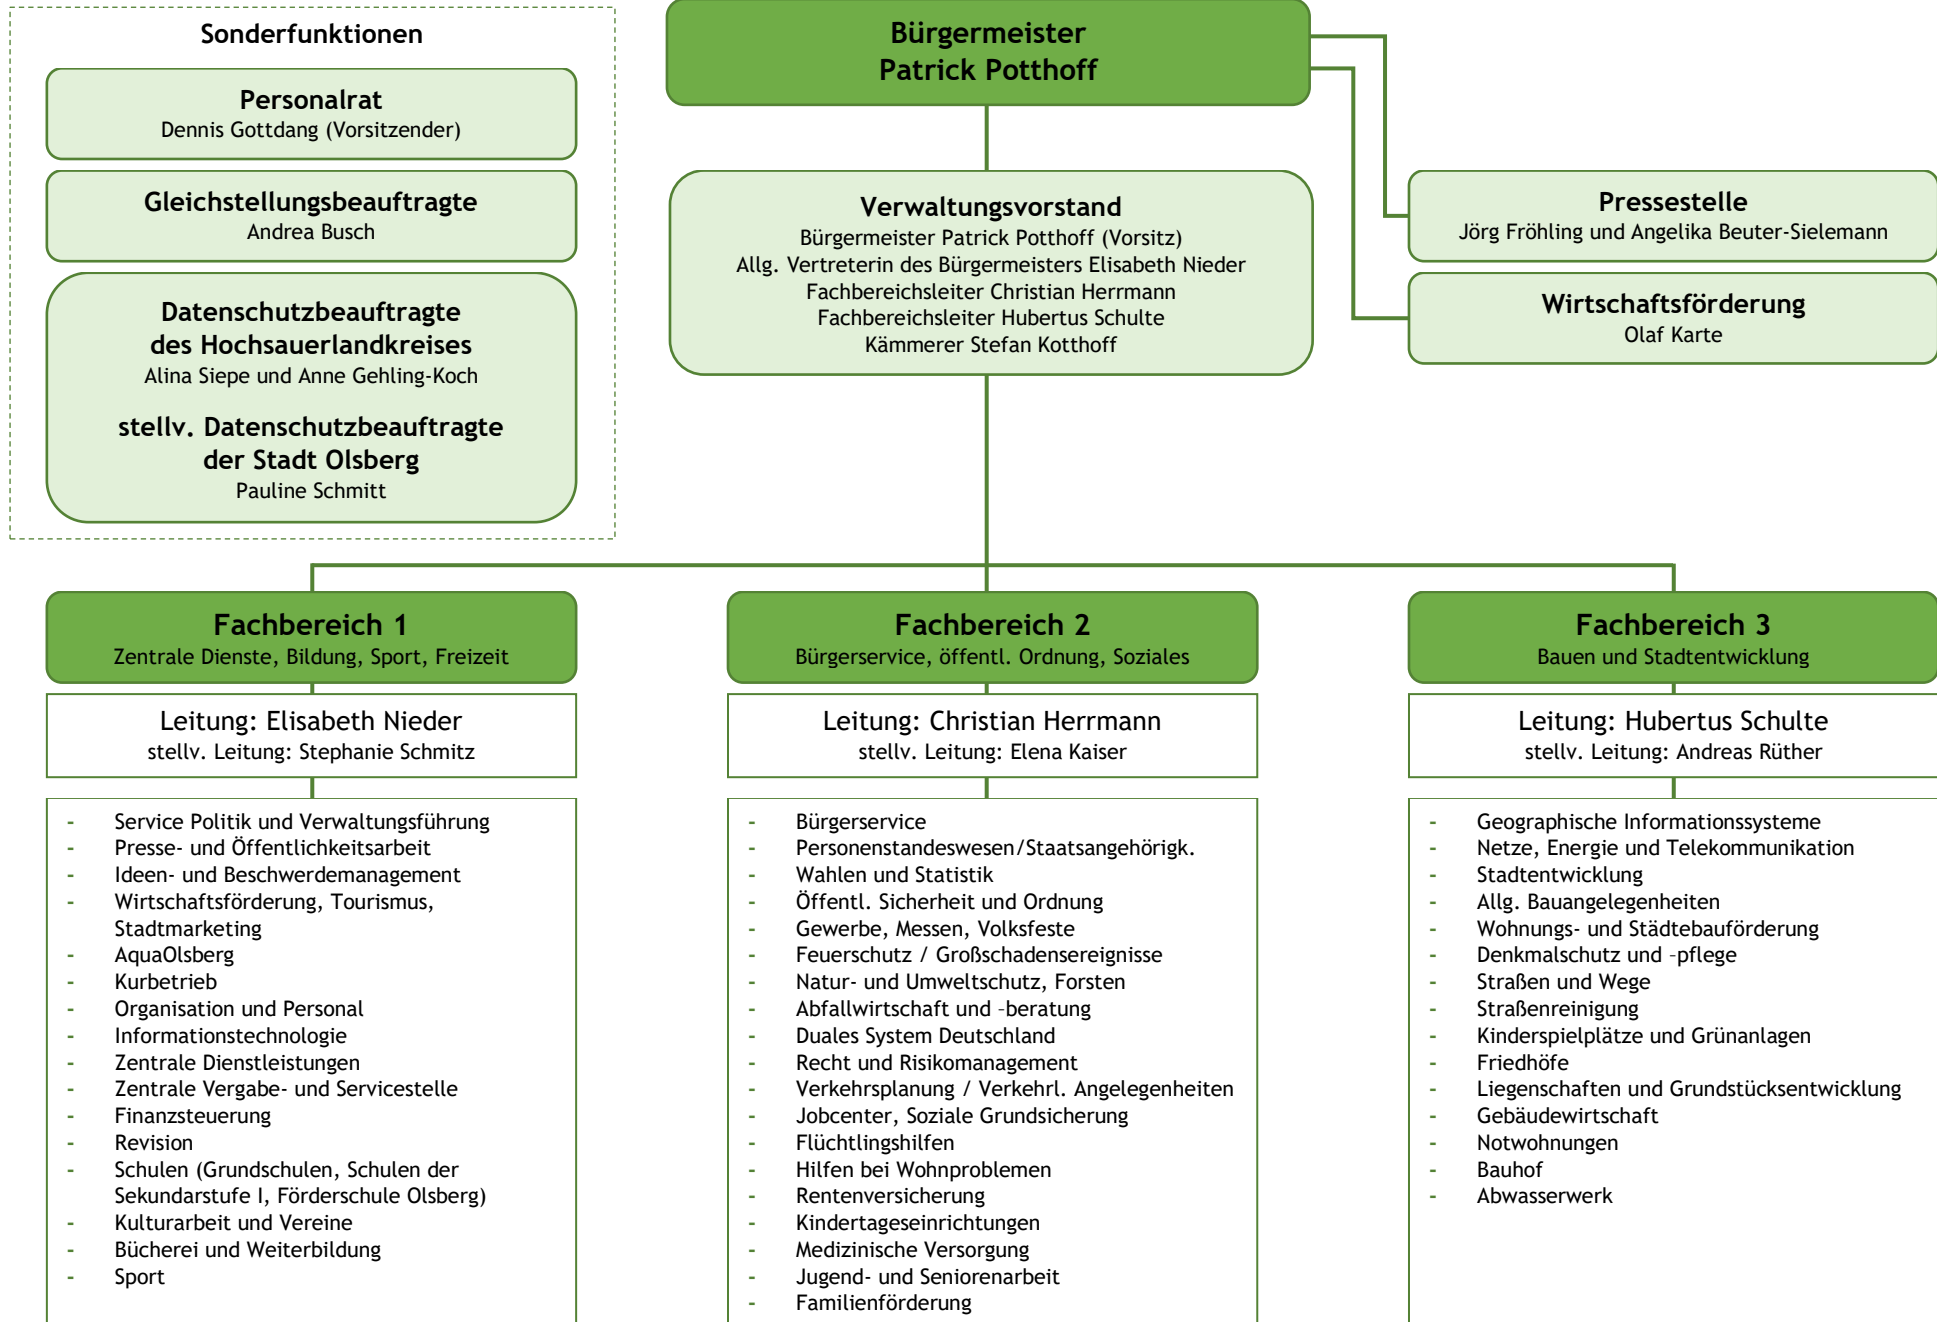 Sonderfunktionen
Personalrat
Dennis Gottdang (Vorsitzender)
Gleichstellungsbeauftragte
Andrea Busch
Datenschutzbeauftragte
des Hochsauerlandkreises
Alina Siepe und Anne Gehling-Koch
stellv. Datenschutzbeauftragte
der Stadt Olsberg
Pauline Schmitt
Bürgermeister
Patrick Potthoff
Verwaltungsvorstand
Bürgermeister Patrick Potthoff (Vorsitz)
Allg. Vertreterin des Bürgermeisters Elisabeth Nieder
Fachbereichsleiter Christian Herrmann
Fachbereichsleiter Hubertus Schulte
Kämmerer Stefan Kotthoff
Pressestelle
Jörg Fröhling und Angelika Beuter-Sielemann
Wirtschaftsförderung
Olaf Karte
Fachbereich 1
Zentrale Dienste, Bildung, Sport, Freizeit
Leitung: Elisabeth Nieder
stellv. Leitung: Stephanie Schmitz
- Service Politik und Verwaltungsführung
- Presse- und Öffentlichkeitsarbeit
- Ideen- und Beschwerdemanagement
- Wirtschaftsförderung, Tourismus,
Stadtmarketing
- AquaOlsberg
- Kurbetrieb
- Organisation und Personal
- Informationstechnologie
- Zentrale Dienstleistungen
- Zentrale Vergabe- und Servicestelle
- Finanzsteuerung
- Revision
- Schulen (Grundschulen, Schulen der
Sekundarstufe I, Förderschule Olsberg)
- Kulturarbeit und Vereine
- Bücherei und Weiterbildung
- Sport
Fachbereich 2
Bürgerservice, öffentl. Ordnung, Soziales
Leitung: Christian Herrmann
stellv. Leitung: Elena Kaiser
- Bürgerservice
- Personenstandeswesen/Staatsangehörigk.
- Wahlen und Statistik
- Öffentl. Sicherheit und Ordnung
- Gewerbe, Messen, Volksfeste
- Feuerschutz / Großschadensereignisse
- Natur- und Umweltschutz, Forsten
- Abfallwirtschaft und -beratung
- Duales System Deutschland
- Recht und Risikomanagement
- Verkehrsplanung / Verkehrl. Angelegenheiten
- Jobcenter, Soziale Grundsicherung
- Flüchtlingshilfen
- Hilfen bei Wohnproblemen
- Rentenversicherung
- Kindertageseinrichtungen
- Medizinische Versorgung
- Jugend- und Seniorenarbeit
- Familienförderung
Fachbereich 3
Bauen und Stadtentwicklung
Leitung: Hubertus Schulte
stellv. Leitung: Andreas Rüther
- Geographische Informationssysteme
- Netze, Energie und Telekommunikation
- Stadtentwicklung
- Allg. Bauangelegenheiten
- Wohnungs- und Städtebauförderung
- Denkmalschutz und -pflege
- Straßen und Wege
- Straßenreinigung
- Kinderspielplätze und Grünanlagen
- Friedhöfe
- Liegenschaften und Grundstücksentwicklung
- Gebäudewirtschaft
- Notwohnungen
- Bauhof
- Abwasserwerk